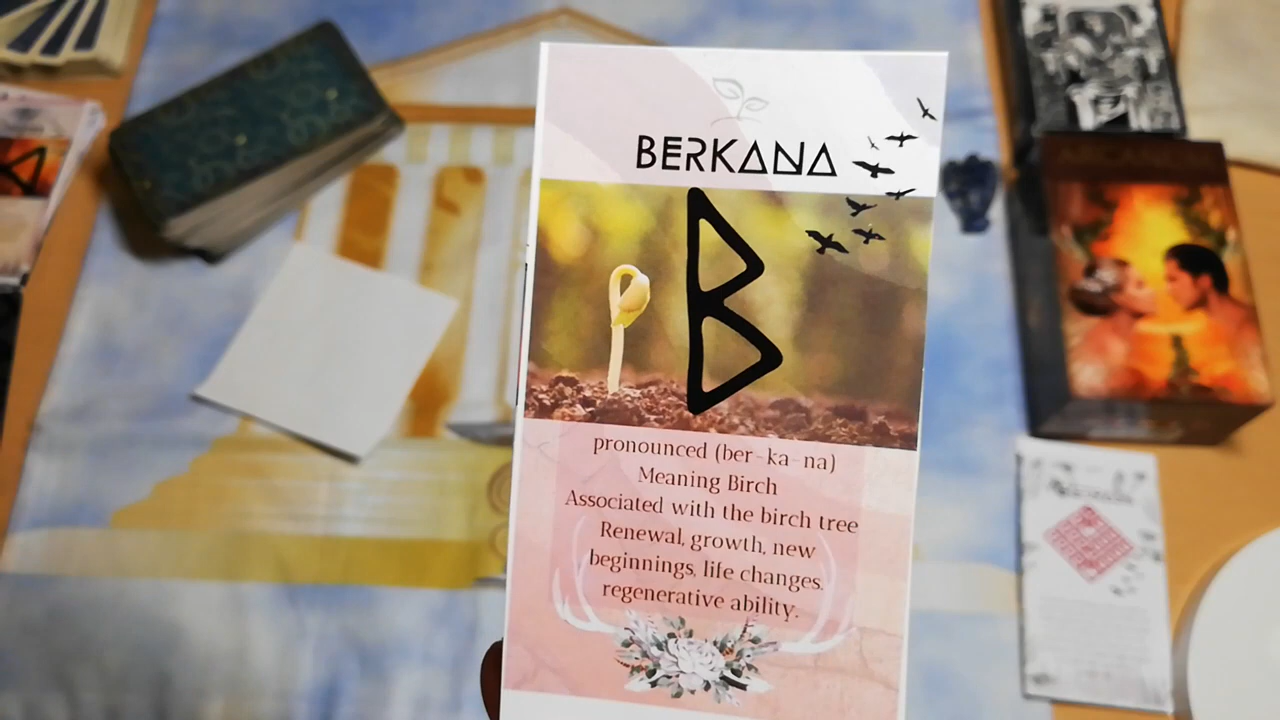 BERKANA
pronounced (ber-ka-na)
Meaning Birch
Associated with the birch tree
Renewal, growth, new
beginnings, life changes,
regenerative ability.